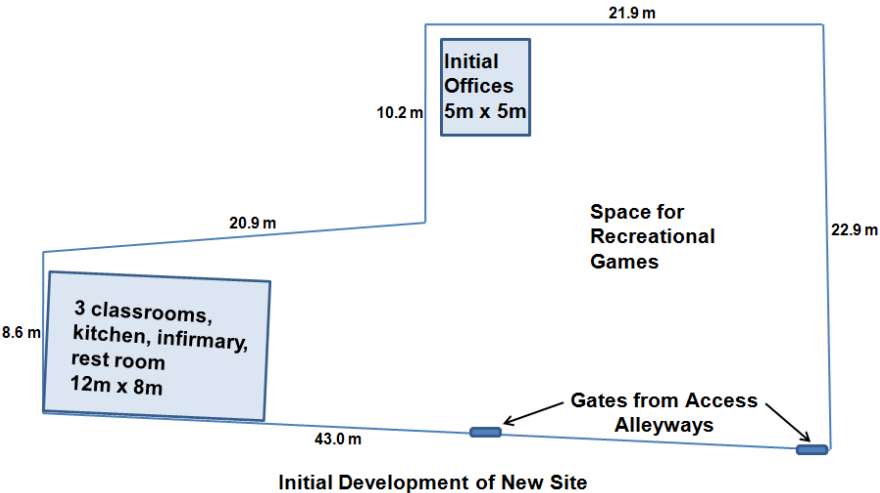 21.9 m
Initial
Offices
5m x 5m
10.2 m
20.9 m
Space for
Recreational
Games
22.9 m
3 classrooms,
kitchen, infirmary,
rest room
12m x 8m
8.6 m
Gates from Access
Alleyways
43.0 m
Initial Development of New Site